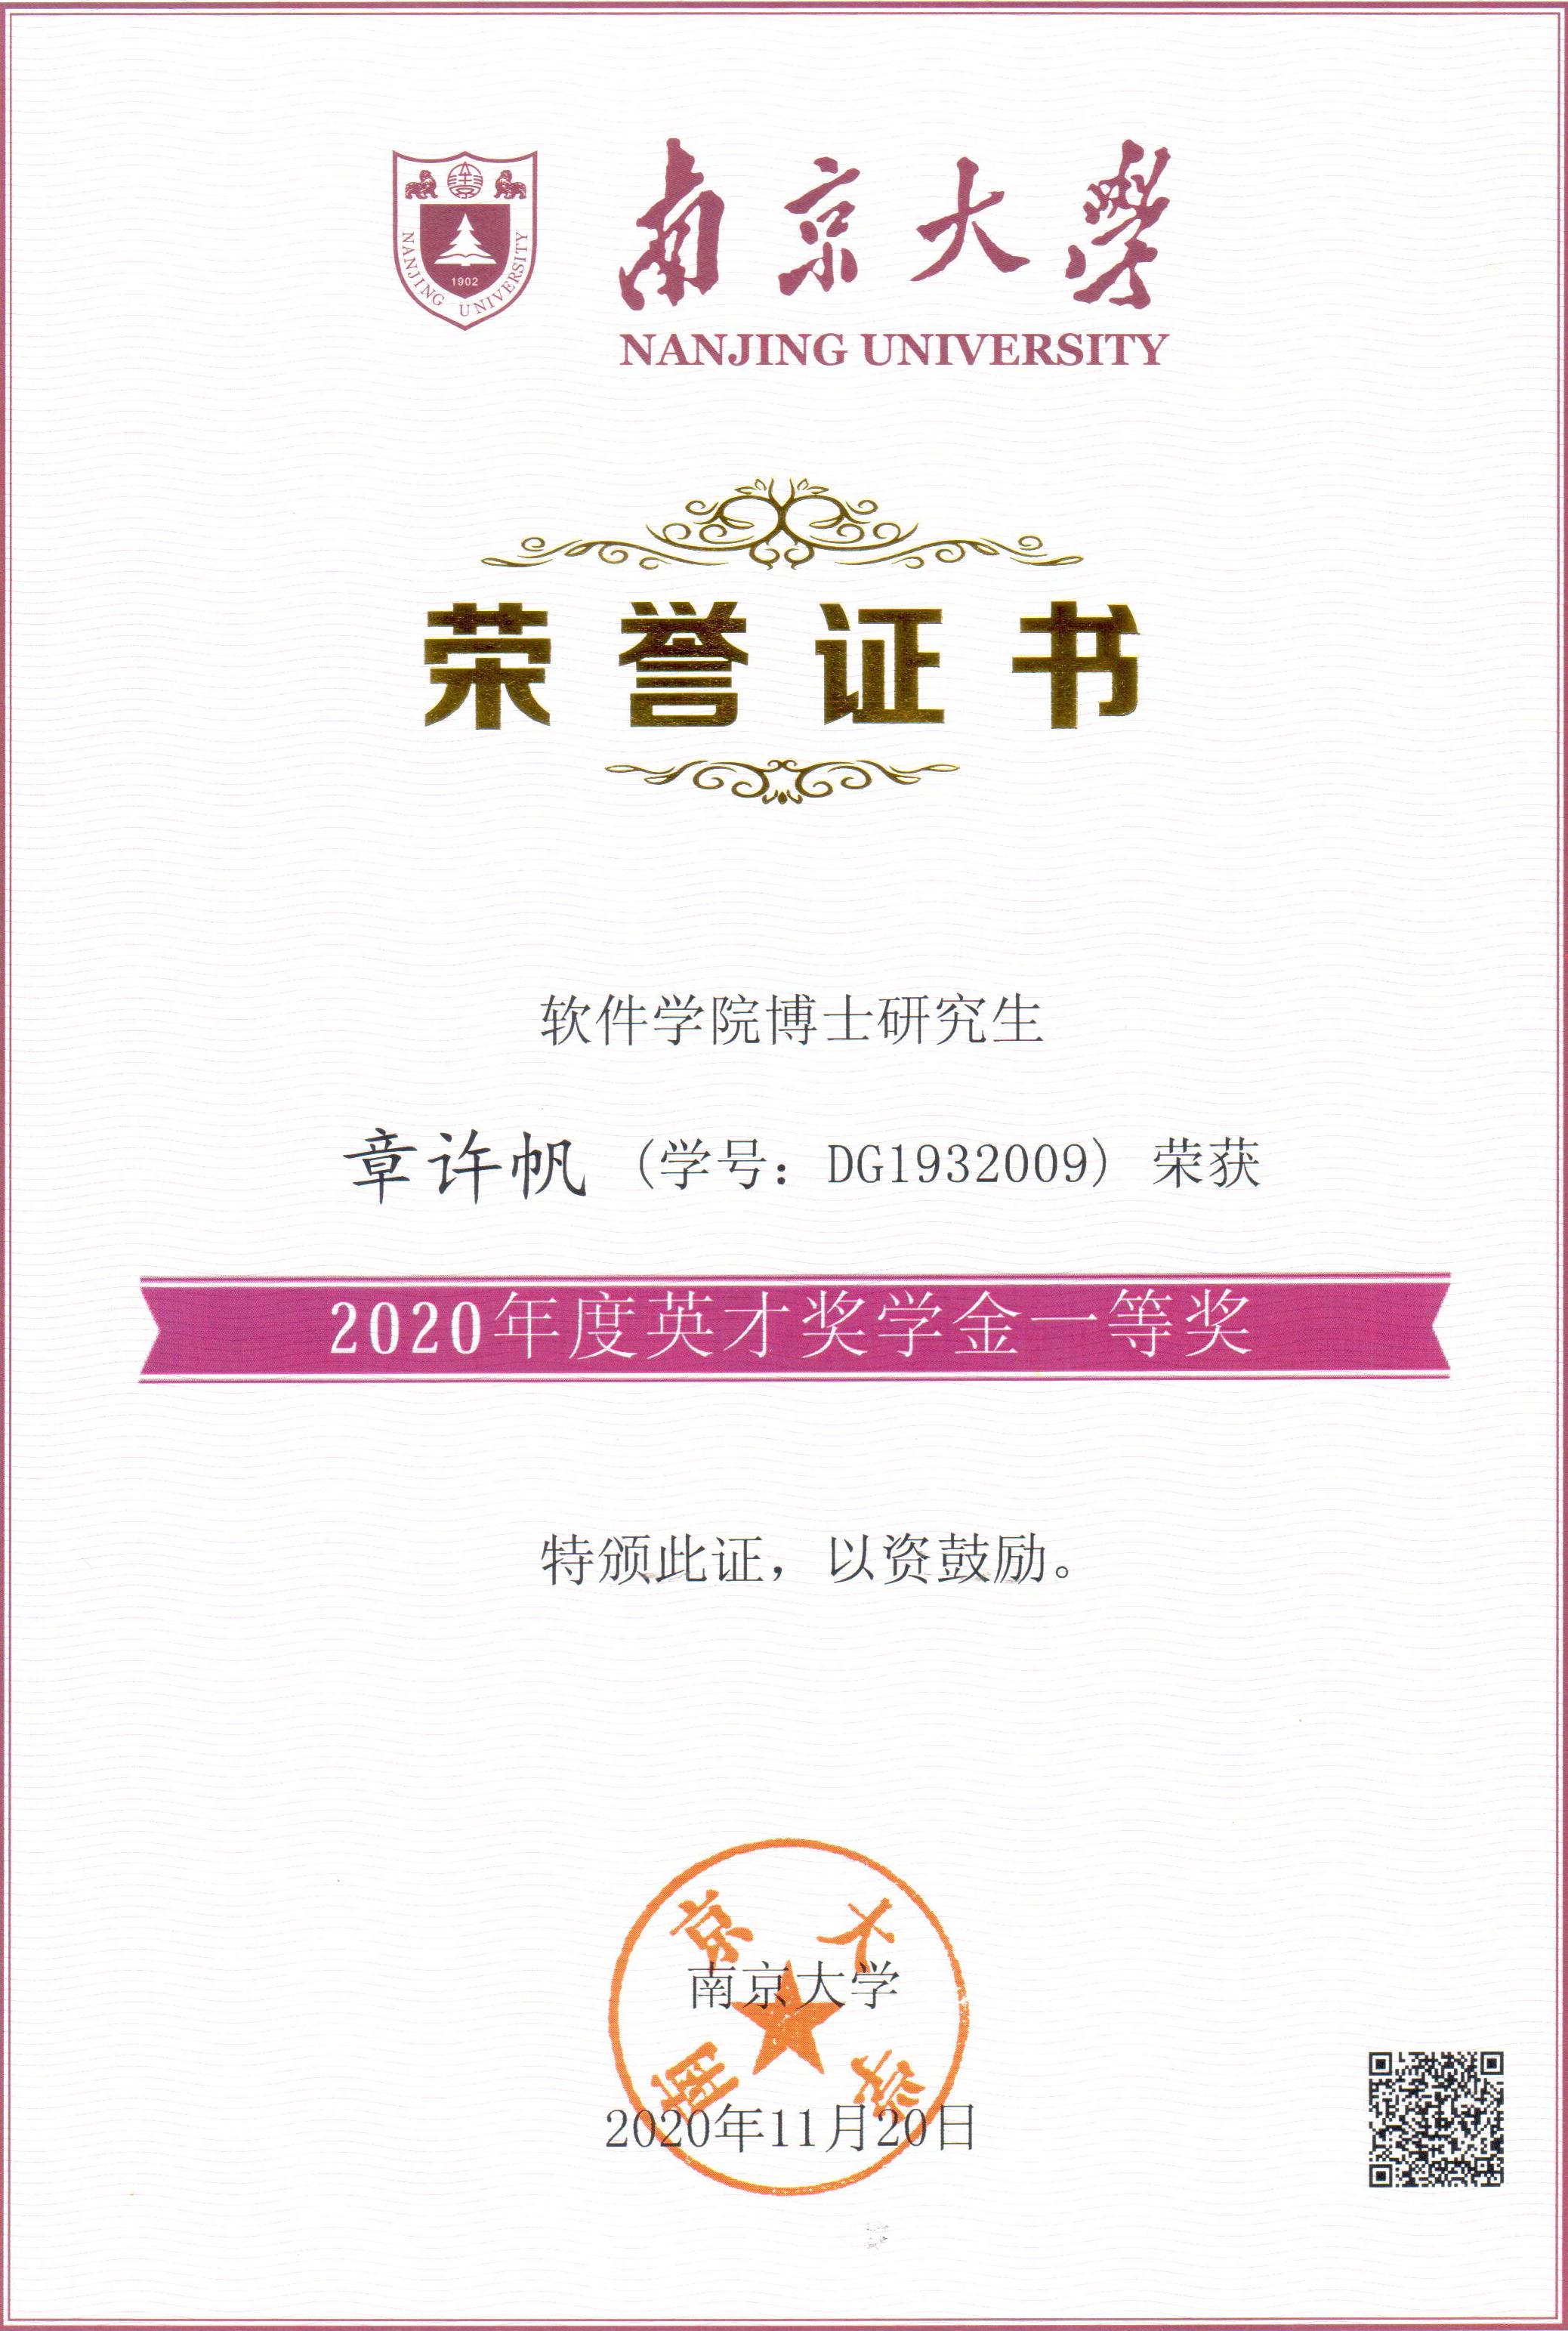 南京大學
NANJING UNIVERSITY
1902
NANJING UNIVERSITY
荣誉证书
软件学院博士研究生
章许帆 (学号：DG1932009) 荣获
2020年度英才奖学金一等奖
特颁此证，以资鼓励。
京大
南京大学
南
2020年11月20日